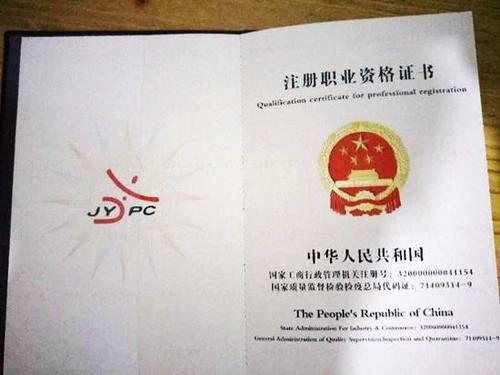 JY PC
注册职业资格证书
Qualification certificate for professional registration
中华人民共和国
国家工商行政管理机关注册号：320000000041154
国家质量监督检验检疫总局代码证：71409314-9
The People's Republic of China
State Administration For Industry & Commerce: 320000000041154
General Administration of Quality Supervision,Inspection and Quarantine: 71409314-9